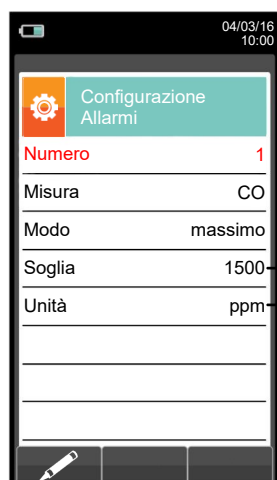 04/03/16
10:00
Configurazione
Allarmi
Numero 1
Misura CO
Modo massimo
Soglia 1500
Unità ppm